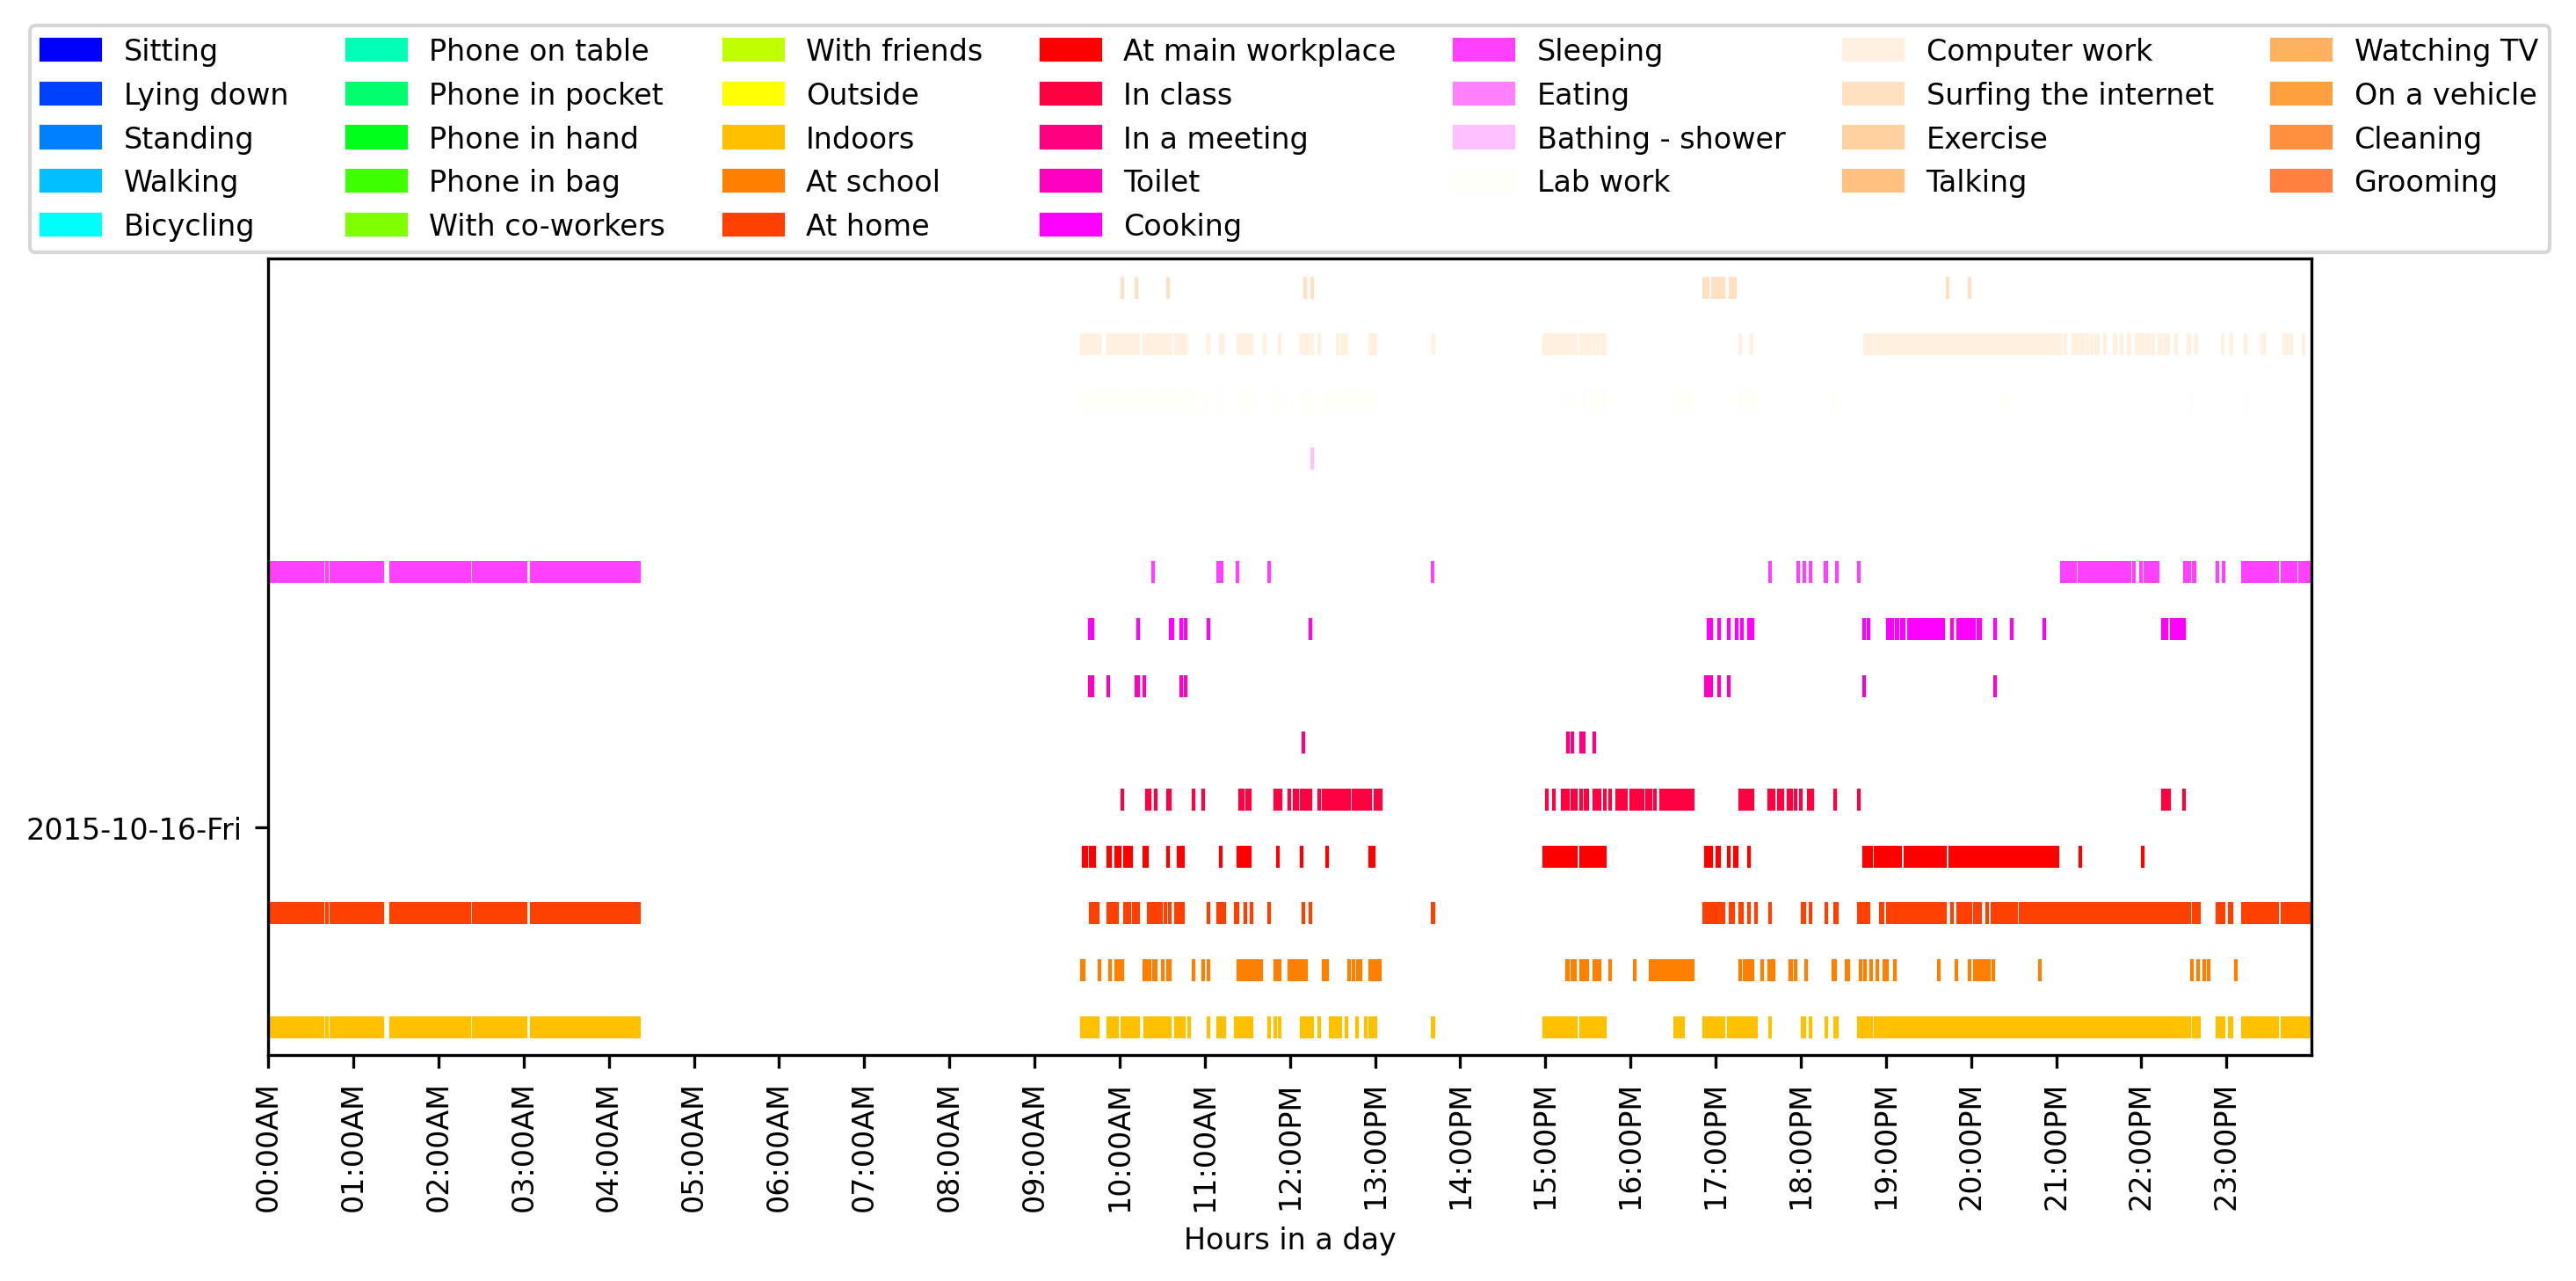 Sitting
Lying down
Standing
Walking
Bicycling
Phone on table
Phone in pocket
Phone in hand
Phone in bag
With co-workers
With friends
Outside
Indoors
At school
At home
At main workplace
In class
In a meeting
Toilet
Cooking
Sleeping
Eating
Bathing - shower
Lab work
Computer work
Surfing the internet
Exercise
Talking
Watching TV
On a vehicle
Cleaning
Grooming
2015-10-16-Fri
00:00AM
01:00AM
02:00AM
03:00AM
04:00AM
05:00AM
06:00AM
07:00AM
08:00AM
09:00AM
10:00AM
11:00AM
12:00PM
13:00PM
14:00PM
15:00PM
16:00PM
17:00PM
18:00PM
19:00PM
20:00PM
21:00PM
22:00PM
23:00PM
Hours in a day